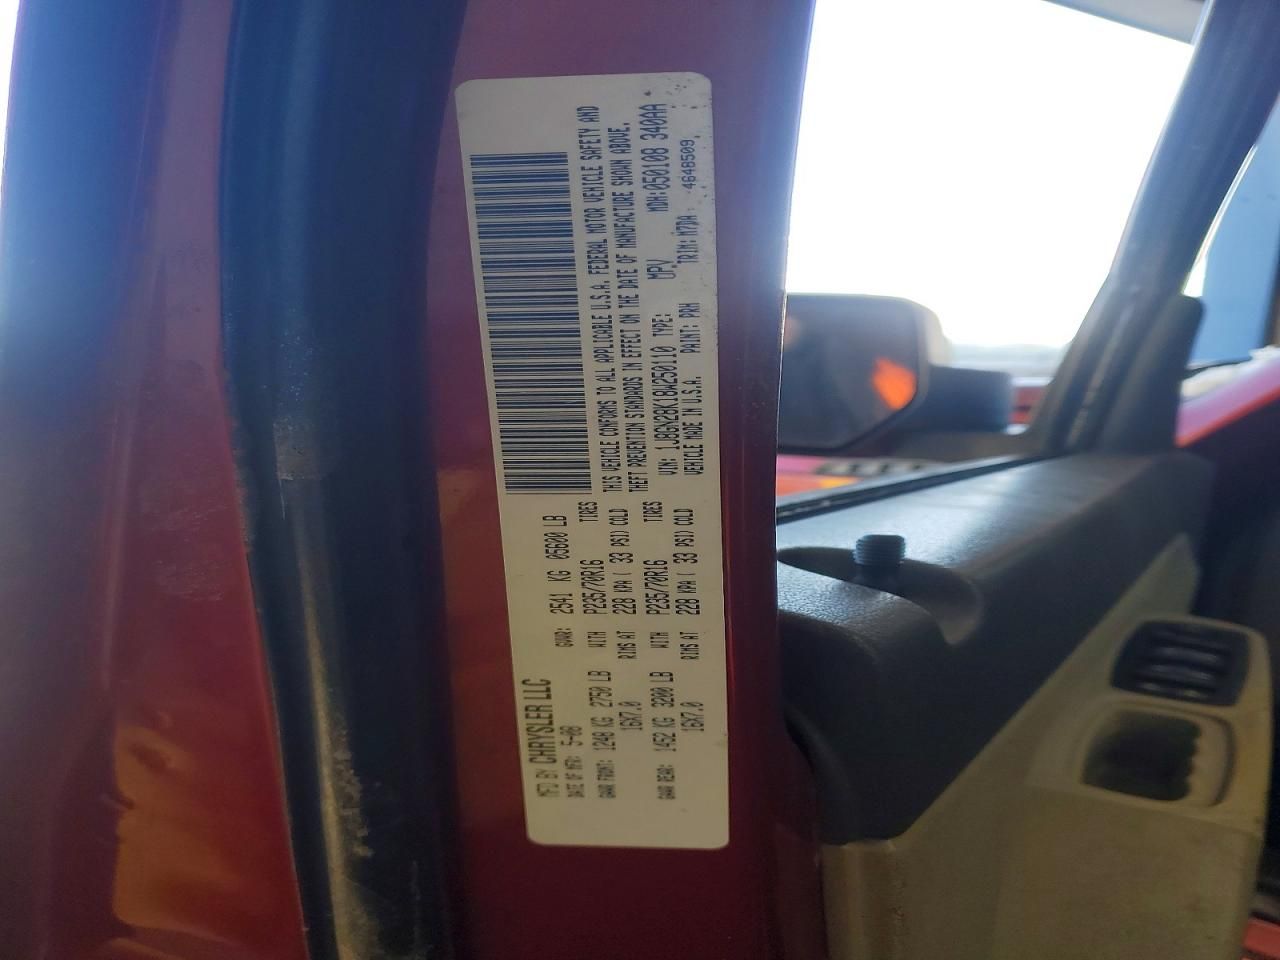 MFD BY CHRYSLER LLC
DATE OF MFR: 5-08 GVWR: 2541 KG 05600 LB
GAWR FRONT: 1248 KG 2750 LB WITH P235/70R16 TIRES
16X7.0 RIMS AT 228 KPA ( 33 PSI) COLD
GAWR REAR: 1452 KG 3200 LB WITH P235/70R16 TIRES
16X7.0 RIMS AT 228 KPA ( 33 PSI) COLD
THIS VEHICLE CONFORMS TO ALL APPLICABLE U.S.A. FEDERAL MOTOR VEHICLE SAFETY AND
THEFT PREVENTION STANDARDS IN EFFECT ON THE DATE OF MANUFACTURE SHOWN ABOVE.
VIN: 1J8GN28K18W250110 TYPE: MPV MDH: 050108 340AA
VEHICLE MADE IN U.S.A. PAINT: PRH TRIM: M7DA 4648509